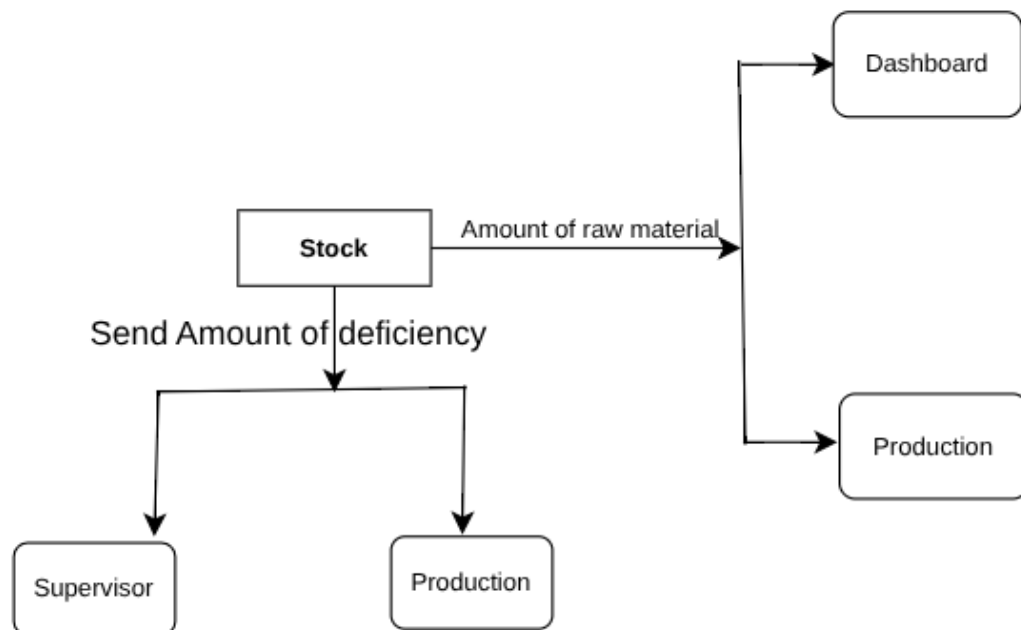 Dashboard
Amount of raw material
Stock
Send Amount of deficiency
Production
Supervisor
Production